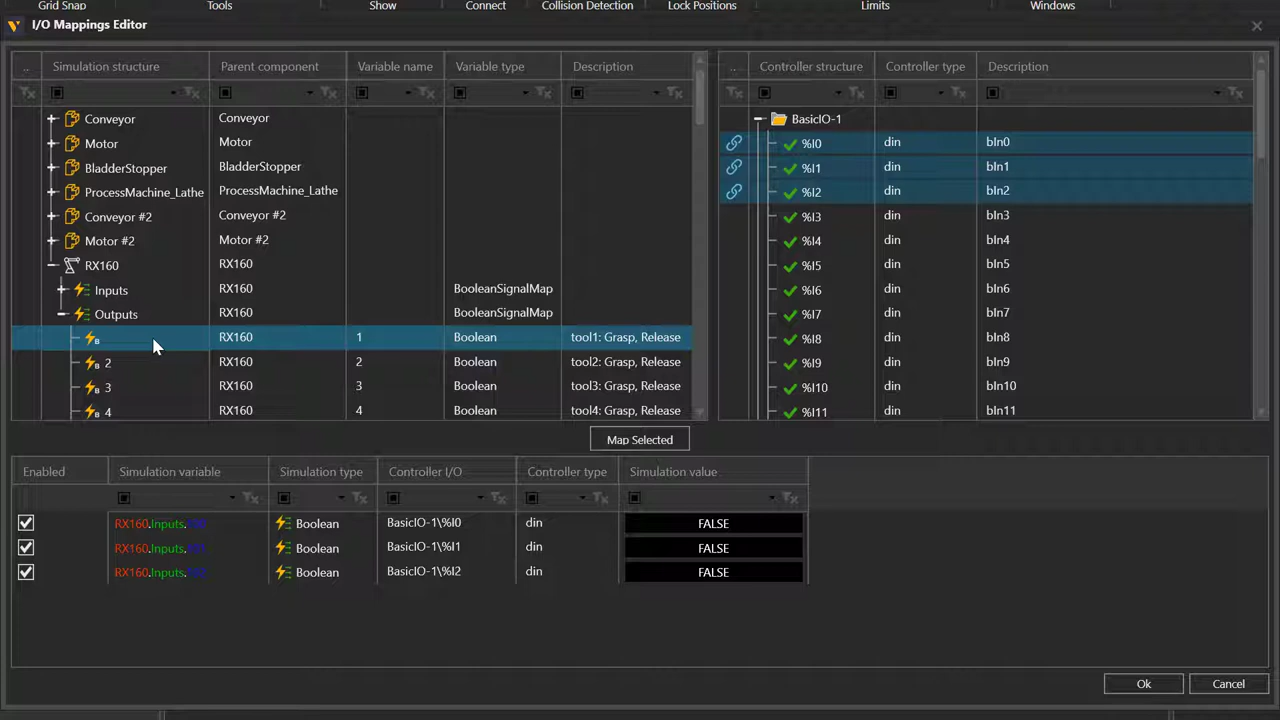 Grid Snap Tools Show Connect Collision Detection Lock Positions Limits Windows
I/O Mappings Editor
.. Simulation structure Parent component Variable name Variable type Description
Conveyor Conveyor
Motor Motor
BladderStopper BladderStopper
ProcessMachine_Lathe ProcessMachine_Lathe
Conveyor #2 Conveyor #2
Motor #2 Motor #2
RX160 RX160
Inputs RX160 BooleanSignalMap
Outputs RX160 BooleanSignalMap
RX160 1 Boolean tool1: Grasp, Release
2 RX160 2 Boolean tool2: Grasp, Release
3 RX160 3 Boolean tool3: Grasp, Release
4 RX160 4 Boolean tool4: Grasp, Release
.. Controller structure Controller type Description
BasicIO-1
%I0 din bIn0
%I1 din bIn1
%I2 din bIn2
%I3 din bIn3
%I4 din bIn4
%I5 din bIn5
%I6 din bIn6
%I7 din bIn7
%I8 din bIn8
%I9 din bIn9
%I10 din bIn10
%I11 din bIn11
Map Selected
Enabled Simulation variable Simulation type Controller I/O Controller type Simulation value
RX160.Inputs. Boolean BasicIO-1\%I0 din FALSE
RX160.Inputs. Boolean BasicIO-1\%I1 din FALSE
RX160.Inputs. Boolean BasicIO-1\%I2 din FALSE
Ok Cancel